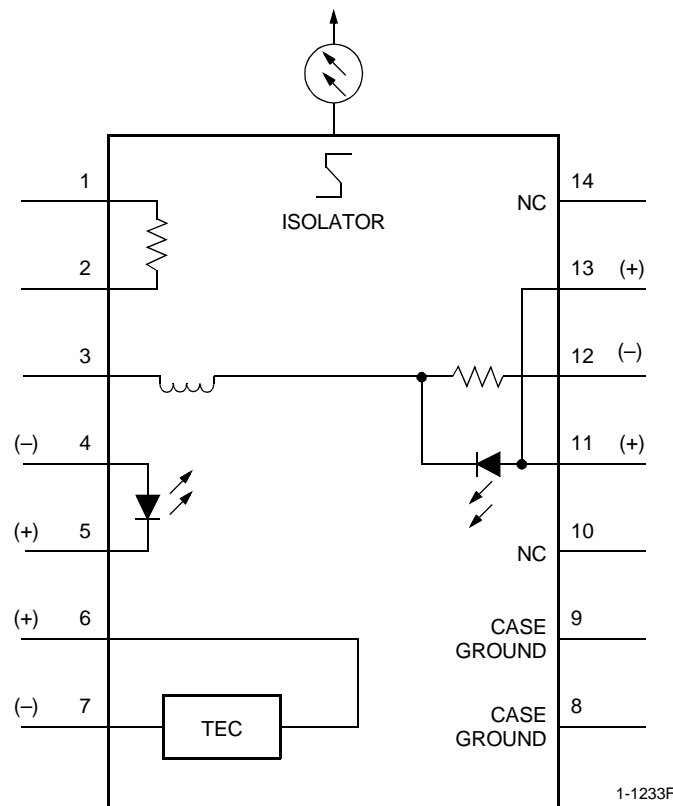 ISOLATOR
1
2
3
(–) 4
(+) 5
(+) 6
(–) 7
TEC
NC 14
13 (+)
12 (–)
11 (+)
NC 10
CASE GROUND 9
CASE GROUND 8
1-1233F